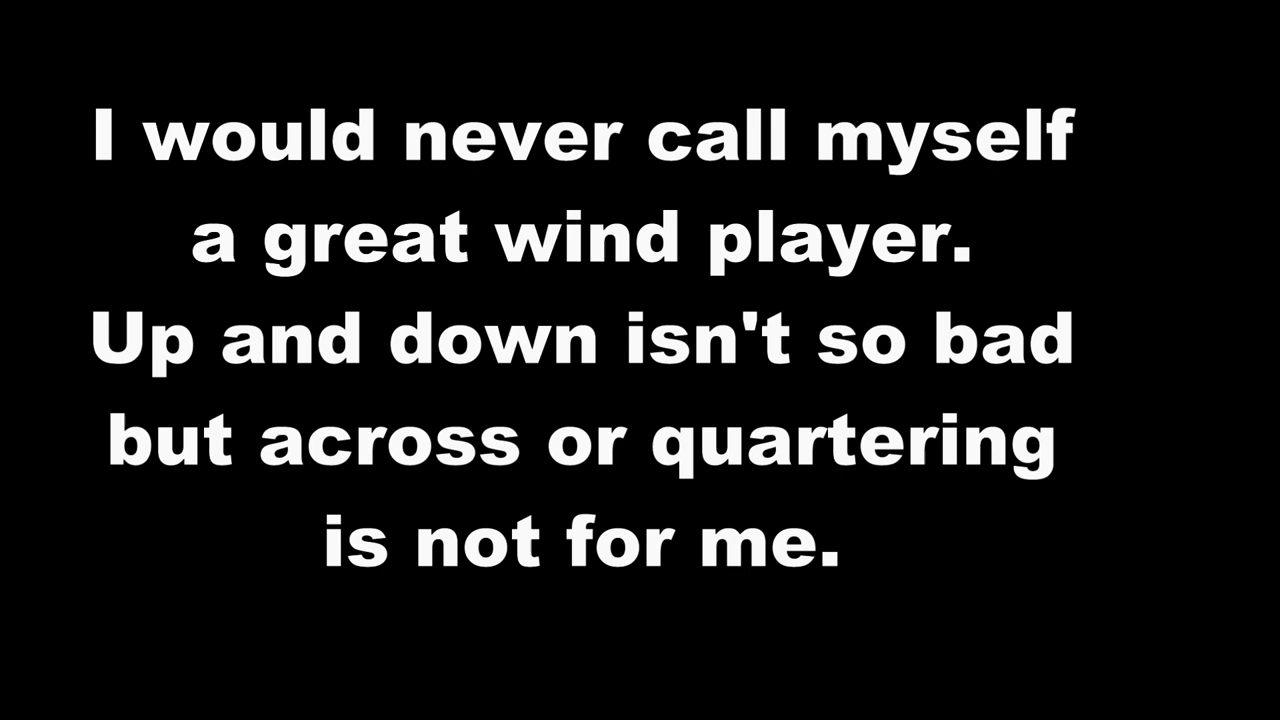 I would never call myself
a great wind player.
Up and down isn't so bad
but across or quartering
is not for me.